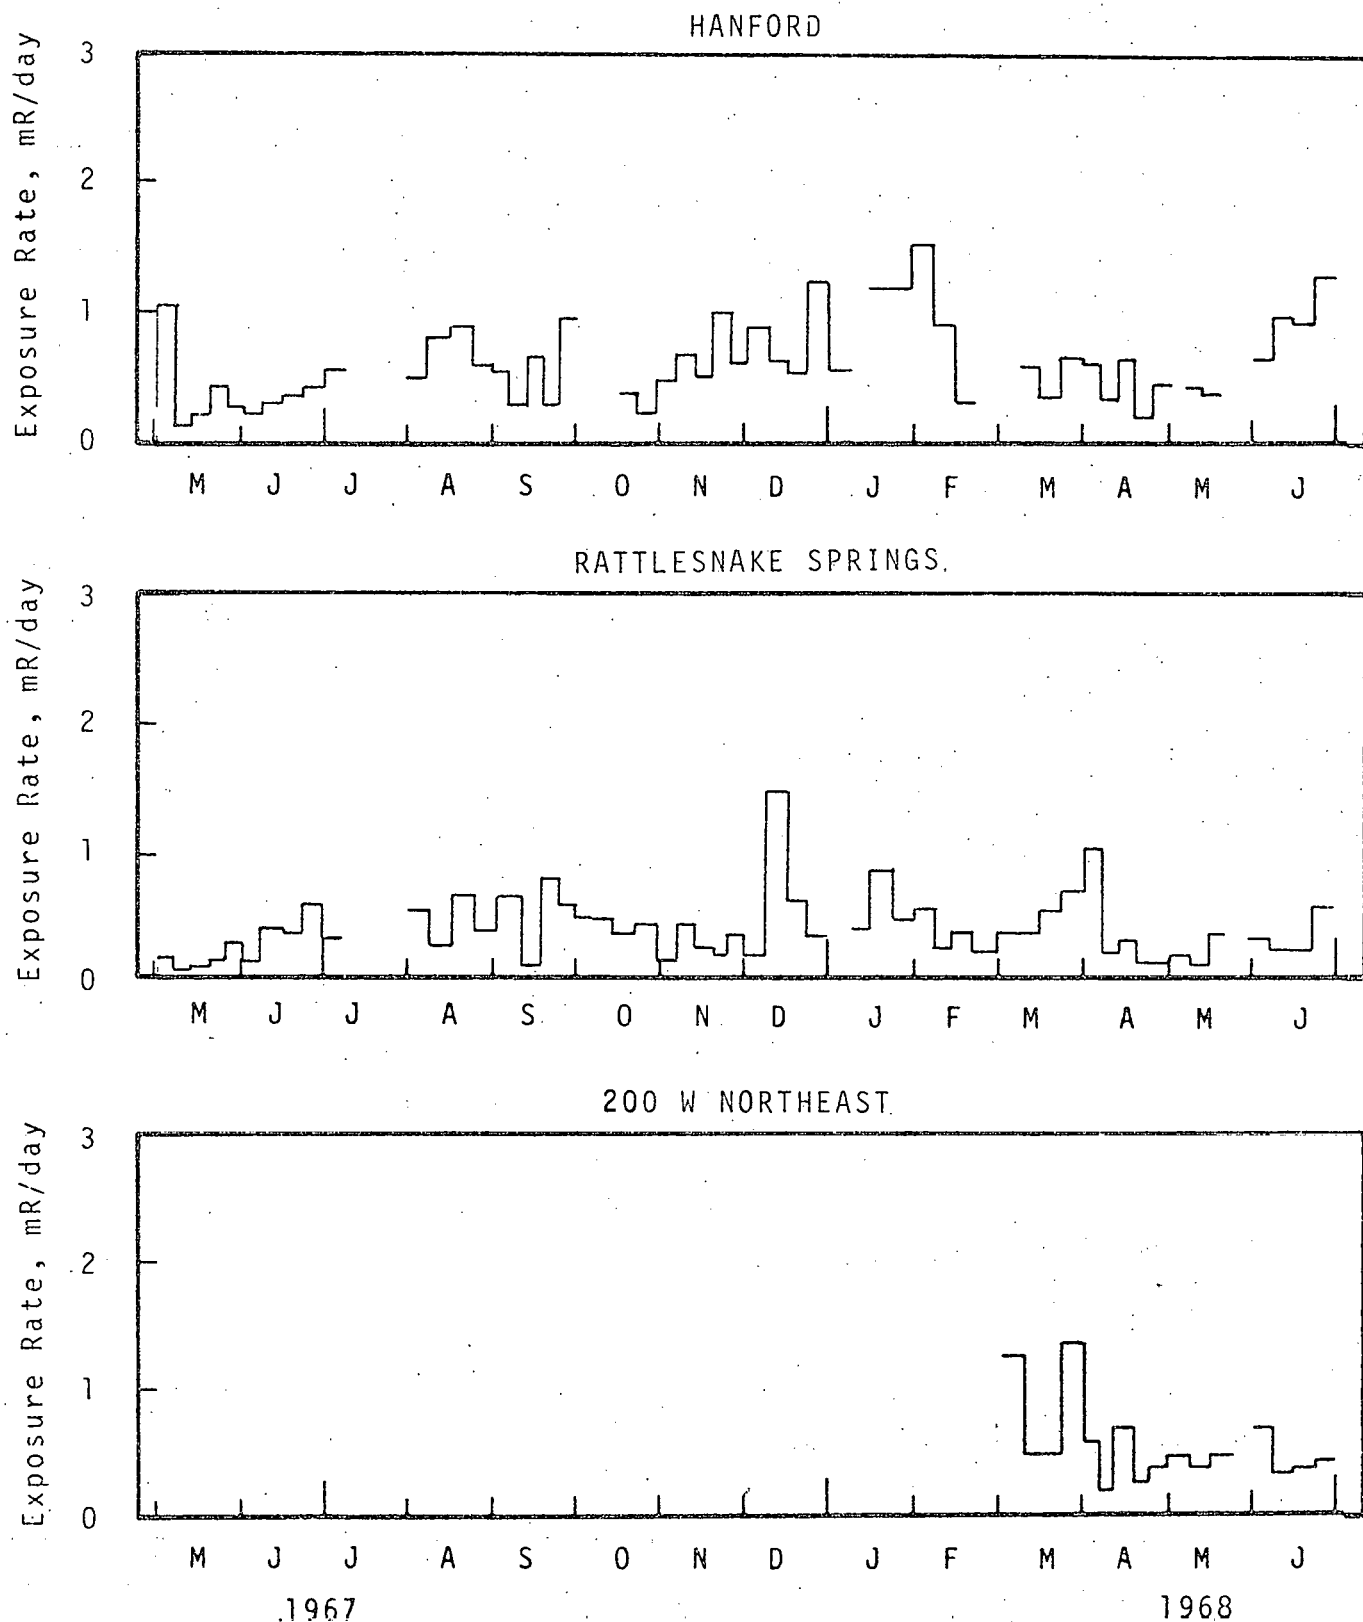 HANFORD
Exposure Rate, mR/day
3
2
1
0
M J J A S O N D J F M A M J
RATTLESNAKE SPRINGS
Exposure Rate, mR/day
3
2
1
0
M J J A S O N D J F M A M J
200 W NORTHEAST
Exposure Rate, mR/day
3
2
1
0
M J J A S O N D J F M A M J
1967 1968